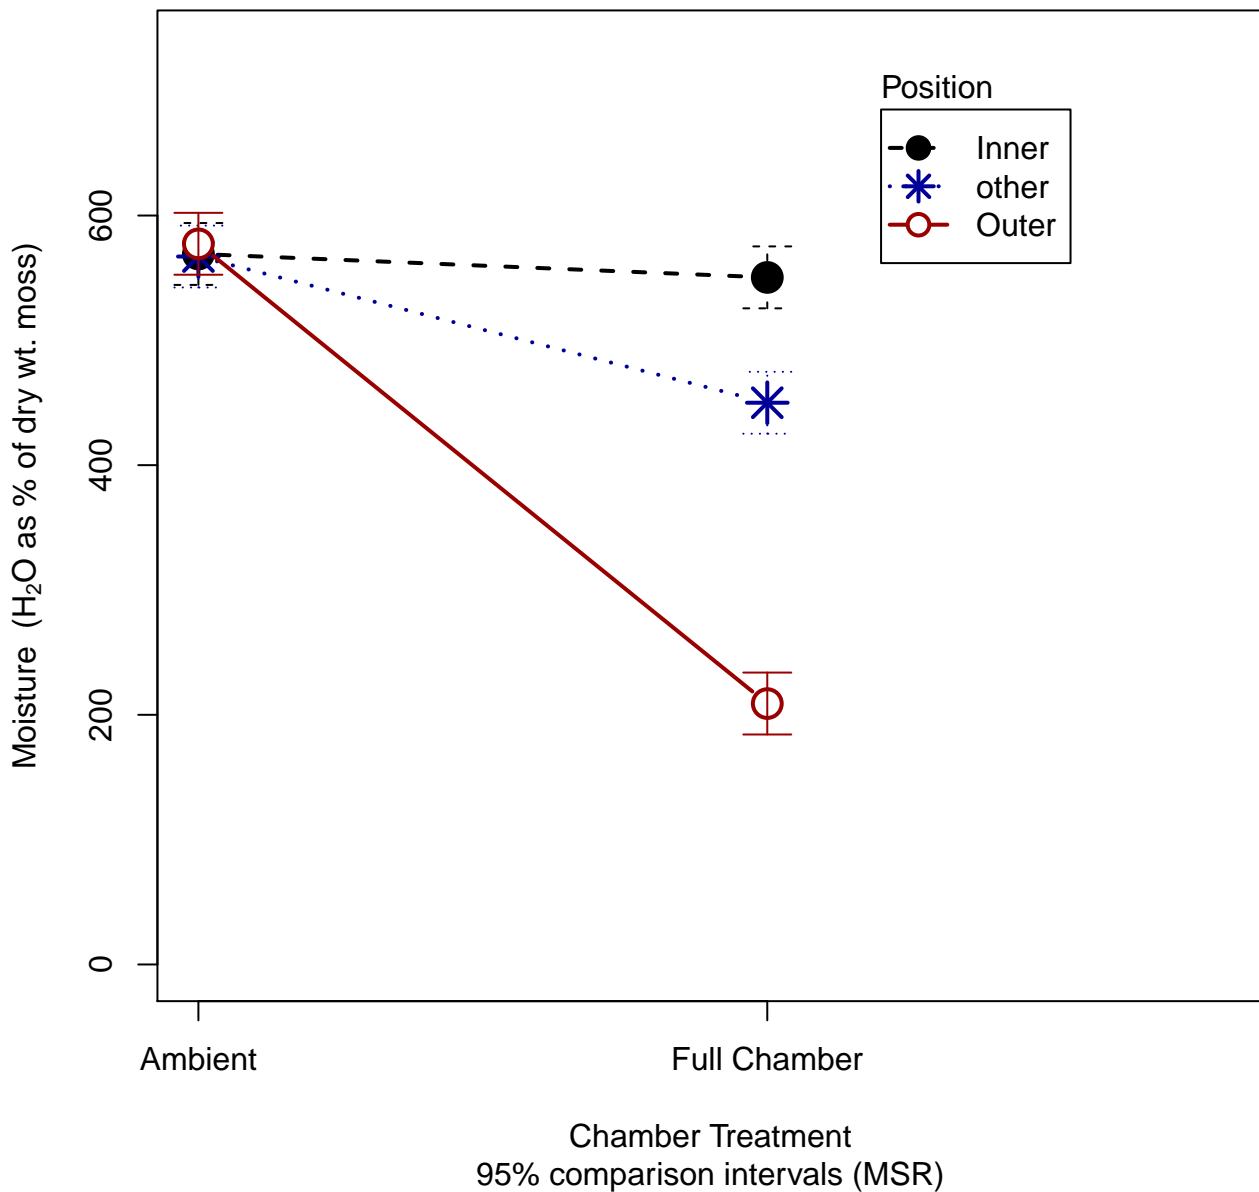 Position
Inner
other
Outer
Moisture  (H₂O as % of dry wt. moss)
600
400
200
0
Ambient
Full Chamber
Chamber Treatment
95% comparison intervals (MSR)